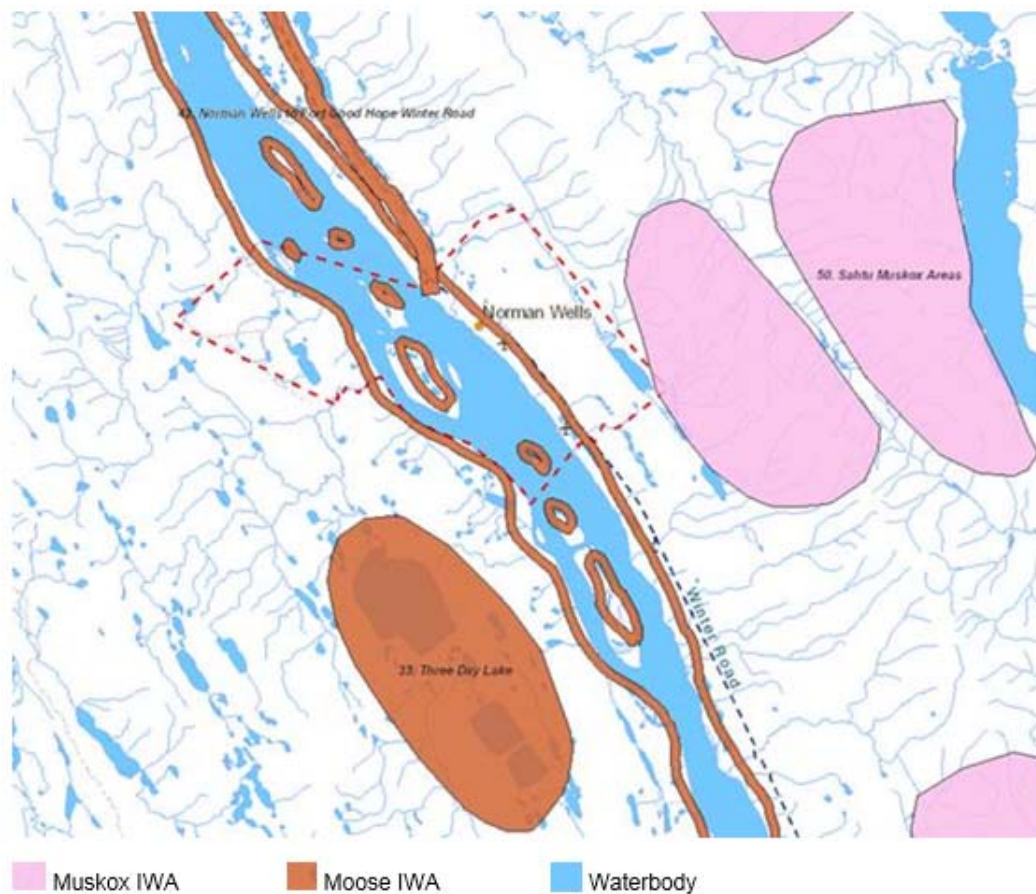 42. Norman Wells to Fort Good Hope Winter Road
50. Sahtu Muskox Areas
Norman Wells
Winter Road
33. Three Day Lake
Muskox IWA
Moose IWA
Waterbody